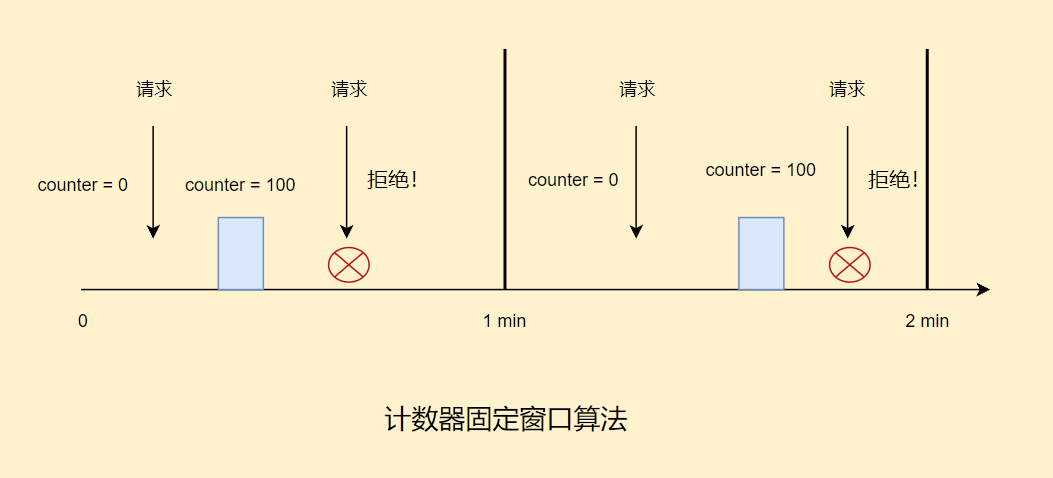 请求
请求
请求
请求
counter = 0
counter = 100
拒绝！
counter = 0
counter = 100
拒绝！
0
1 min
2 min
计数器固定窗口算法